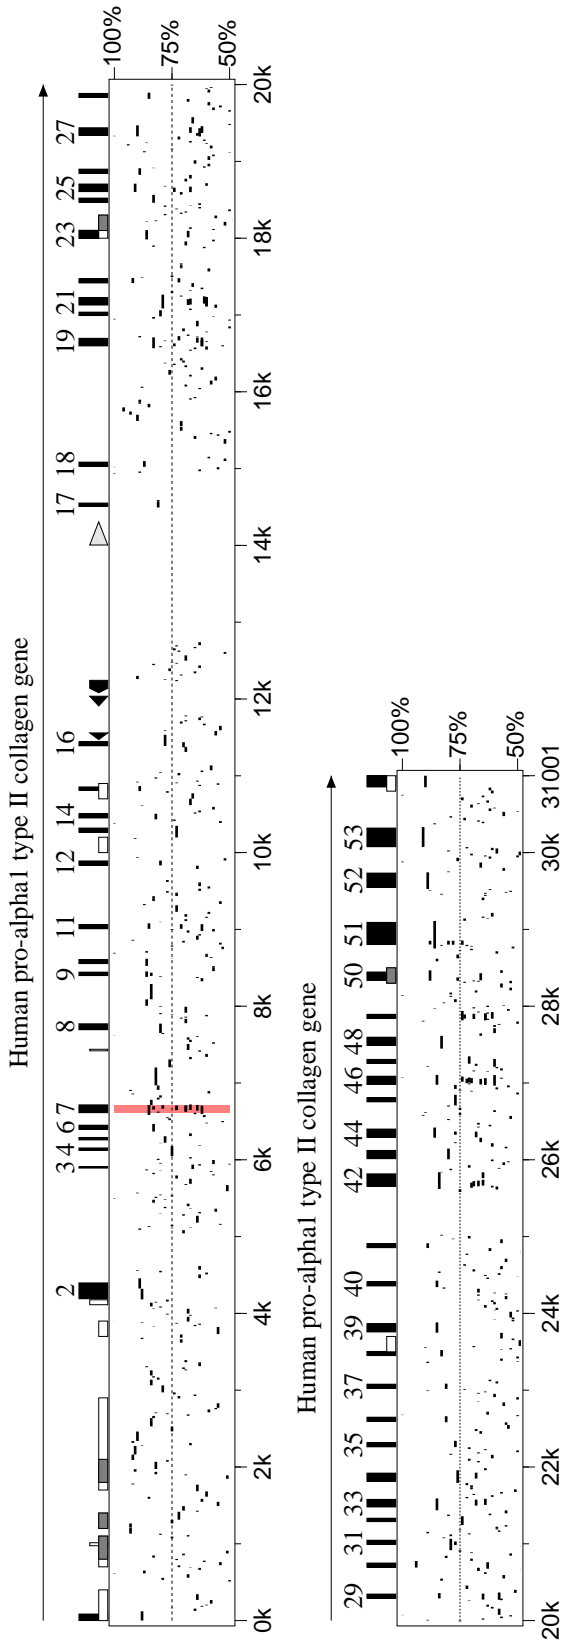 Human pro-alpha1 type II collagen gene
2 3 4 6 7 8 9 11 12 14 16 17 18 19 21 23 25 27
100%
75%
50%
0k 2k 4k 6k 8k 10k 12k 14k 16k 18k 20k
Human pro-alpha1 type II collagen gene
29 31 33 35 37 39 40 42 44 46 48 50 51 52 53
100%
75%
50%
20k 22k 24k 26k 28k 30k 31001